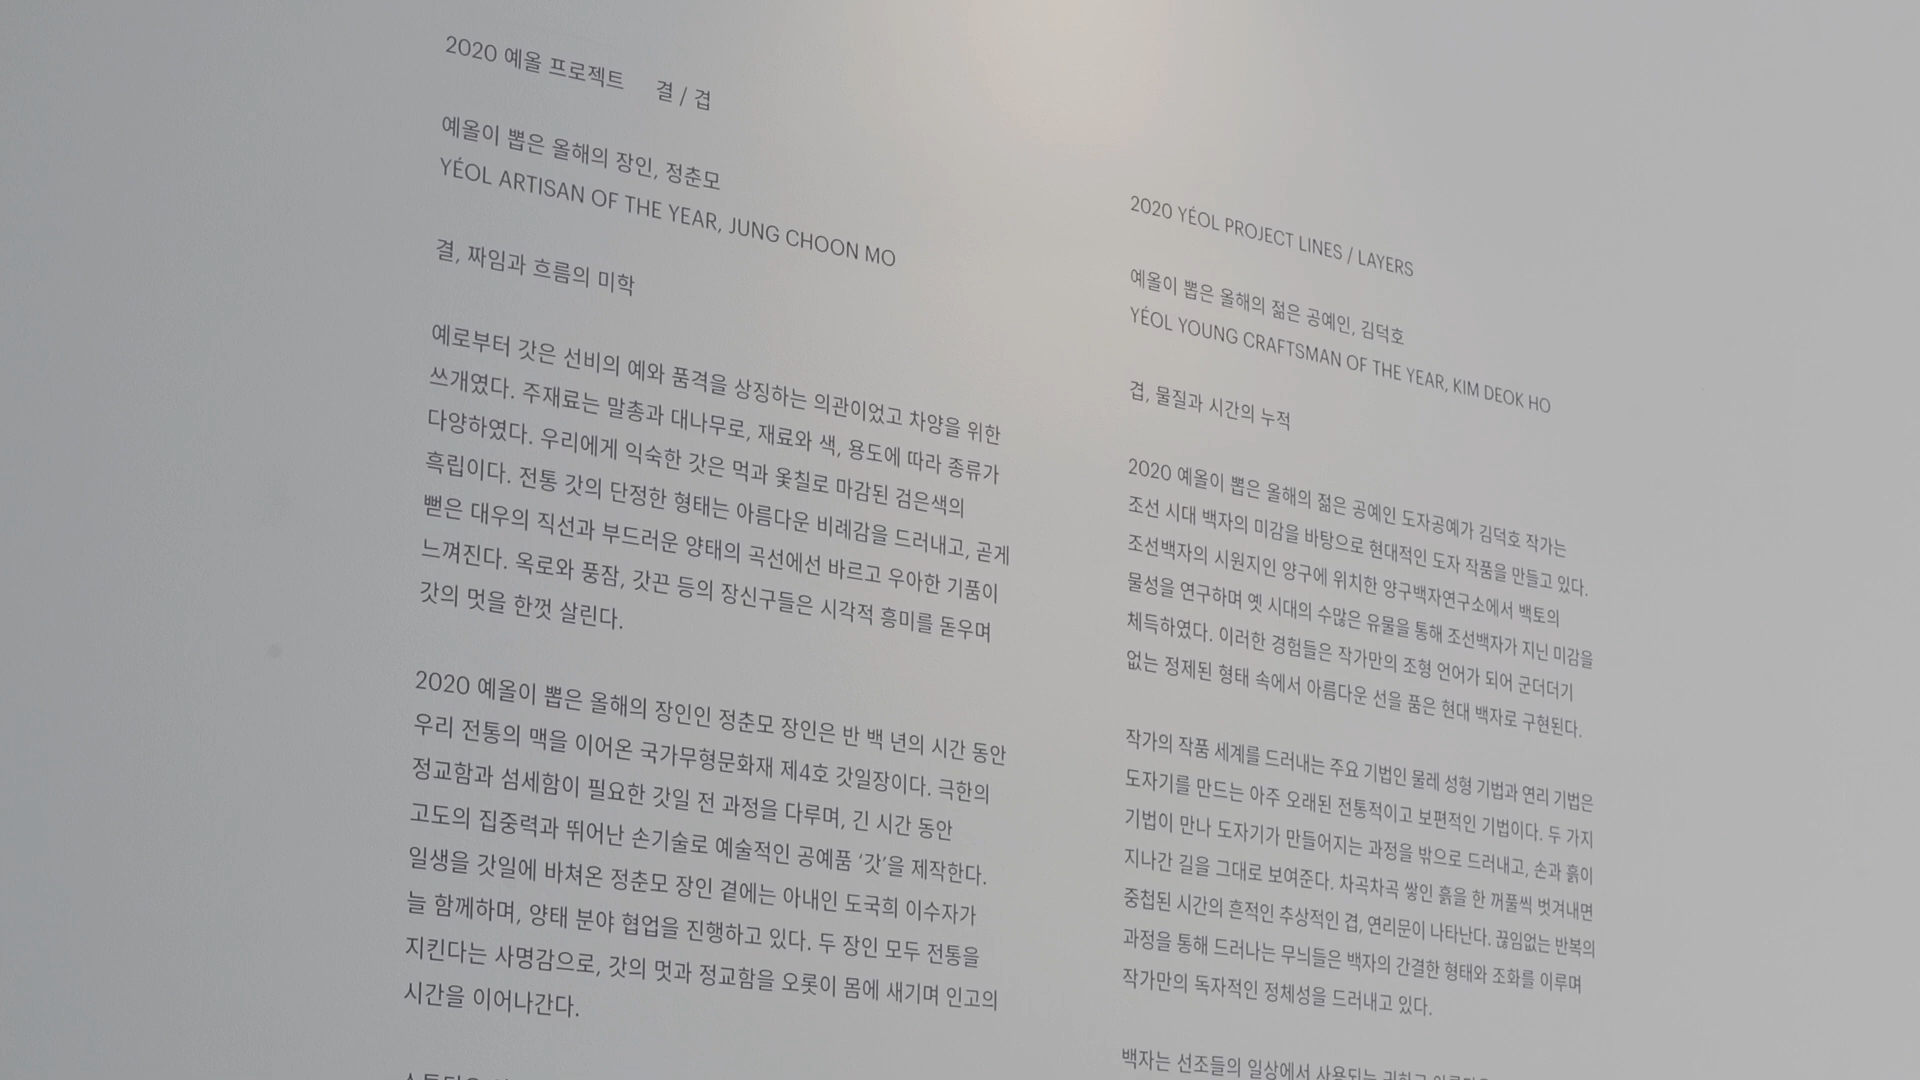 2020 예올 프로젝트 결 / 겹
예올이 뽑은 올해의 장인, 정춘모
YÉOL ARTISAN OF THE YEAR, JUNG CHOON MO
결, 짜임과 흐름의 미학
예로부터 갓은 선비의 예와 품격을 상징하는 의관이었고 차양을 위한
쓰개였다. 주재료는 말총과 대나무로, 재료와 색, 용도에 따라 종류가
다양하였다. 우리에게 익숙한 갓은 먹과 옻칠로 마감된 검은색의
흑립이다. 전통 갓의 단정한 형태는 아름다운 비례감을 드러내고, 곧게
뻗은 대우의 직선과 부드러운 양태의 곡선에선 바르고 우아한 기품이
느껴진다. 옥로와 풍잠, 갓끈 등의 장신구들은 시각적 흥미를 돋우며
갓의 멋을 한껏 살린다.
2020 예올이 뽑은 올해의 장인인 정춘모 장인은 반 백 년의 시간 동안
우리 전통의 맥을 이어온 국가무형문화재 제4호 갓일장이다. 극한의
정교함과 섬세함이 필요한 갓일 전 과정을 다루며, 긴 시간 동안
고도의 집중력과 뛰어난 손기술로 예술적인 공예품 ‘갓’을 제작한다.
일생을 갓일에 바쳐온 정춘모 장인 곁에는 아내인 도국희 이수자가
늘 함께하며, 양태 분야 협업을 진행하고 있다. 두 장인 모두 전통을
지킨다는 사명감으로, 갓의 멋과 정교함을 오롯이 몸에 새기며 인고의
시간을 이어나간다.
2020 YÉOL PROJECT LINES / LAYERS
예올이 뽑은 올해의 젊은 공예인, 김덕호
YÉOL YOUNG CRAFTSMAN OF THE YEAR, KIM DEOK HO
겹, 물질과 시간의 누적
2020 예올이 뽑은 올해의 젊은 공예인 도자공예가 김덕호 작가는
조선 시대 백자의 미감을 바탕으로 현대적인 도자 작품을 만들고 있다.
조선백자의 시원지인 양구에 위치한 양구백자연구소에서 백토의
물성을 연구하며 옛 시대의 수많은 유물을 통해 조선백자가 지닌 미감을
체득하였다. 이러한 경험들은 작가만의 조형 언어가 되어 군더더기
없는 정제된 형태 속에서 아름다운 선을 품은 현대 백자로 구현된다.
작가의 작품 세계를 드러내는 주요 기법인 물레 성형 기법과 연리 기법은
도자기를 만드는 아주 오래된 전통적이고 보편적인 기법이다. 두 가지
기법이 만나 도자기가 만들어지는 과정을 밖으로 드러내고, 손과 흙이
지나간 길을 그대로 보여준다. 차곡차곡 쌓인 흙을 한 꺼풀씩 벗겨내면
중첩된 시간의 흔적인 추상적인 겹, 연리문이 나타난다. 끊임없는 반복의
과정을 통해 드러나는 무늬들은 백자의 간결한 형태와 조화를 이루며
작가만의 독자적인 정체성을 드러내고 있다.
백자는 선조들의 일상에서 사용되는